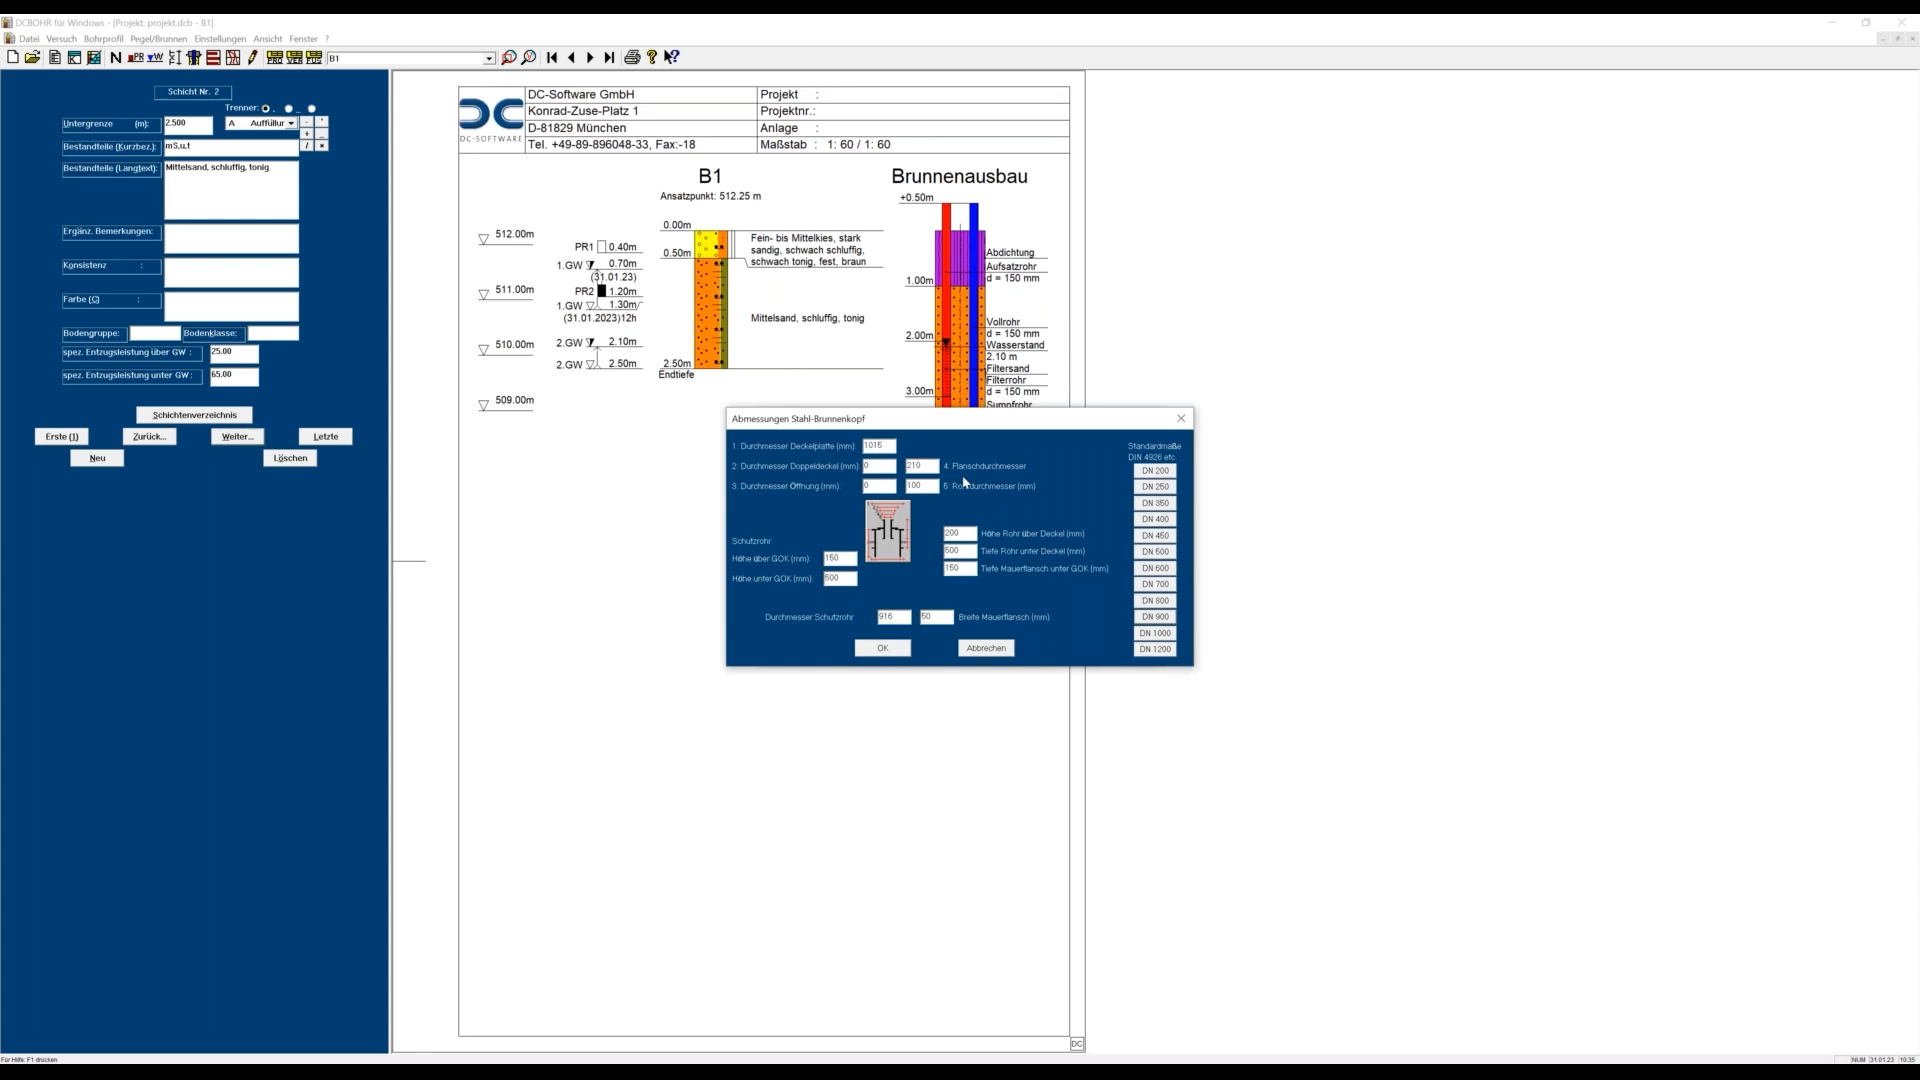 DCBOHR für Windows - [Projekt: projekt.dcb - B1]
Datei Versuch Bohrprofil Pegel/Brunnen Einstellungen Ansicht Fenster ?
N PR W PRO VER FUS B1
Schicht Nr. 2
Trenner: . _
Untergrenze (m): 2.500 A Auffüllur
Bestandteile (Kurzbez.): mS,u,t
Bestandteile (Langtext): Mittelsand, schluffig, tonig
Ergänz. Bemerkungen:
Konsistenz :
Farbe (C) :
Bodengruppe: Bodenklasse:
spez. Entzugsleistung über GW : 25.00
spez. Entzugsleistung unter GW : 65.00
Schichtenverzeichnis
Erste (1) Zurück... Weiter... Letzte
Neu Löschen
DC-SOFTWARE
DC-Software GmbH Projekt :
Konrad-Zuse-Platz 1 Projektnr.:
D-81829 München Anlage :
Tel. +49-89-896048-33, Fax:-18 Maßstab : 1: 60 / 1: 60
B1 Brunnenausbau
Ansatzpunkt: 512.25 m
+0.50m
512.00m
511.00m
510.00m
509.00m
PR1 0.40m
1.GW 0.70m
(31.01.23)
PR2 1.20m
1.GW 1.30m
(31.01.2023)12h
2.GW 2.10m
2.GW 2.50m
0.00m
0.50m
2.50m
Endtiefe
Fein- bis Mittelkies, stark
sandig, schwach schluffig,
schwach tonig, fest, braun
Mittelsand, schluffig, tonig
1.00m
2.00m
3.00m
Abdichtung
Aufsatzrohr
d = 150 mm
Vollrohr
d = 150 mm
Wasserstand
2.10 m
Filtersand
Filterrohr
d = 150 mm
Sumpfrohr
Abmessungen Stahl-Brunnenkopf
1: Durchmesser Deckelplatte (mm): 1015
2: Durchmesser Doppeldeckel (mm): 0 210 4: Flanschdurchmesser
3: Durchmesser Öffnung (mm): 0 100 5: Rohrdurchmesser (mm)
Schutzrohr
Höhe über GOK (mm): 150
Höhe unter GOK (mm): 600
200 Höhe Rohr über Deckel (mm)
500 Tiefe Rohr unter Deckel (mm)
150 Tiefe Mauerflansch unter GOK (mm)
Durchmesser Schutzrohr 916 50 Breite Mauerflansch (mm)
OK Abbrechen
Standardmaße
DIN 4926 etc.
DN 200
DN 250
DN 350
DN 400
DN 450
DN 500
DN 600
DN 700
DN 800
DN 900
DN 1000
DN 1200
DC
Für Hilfe: F1 drücken NUM 31.01.23 10:35